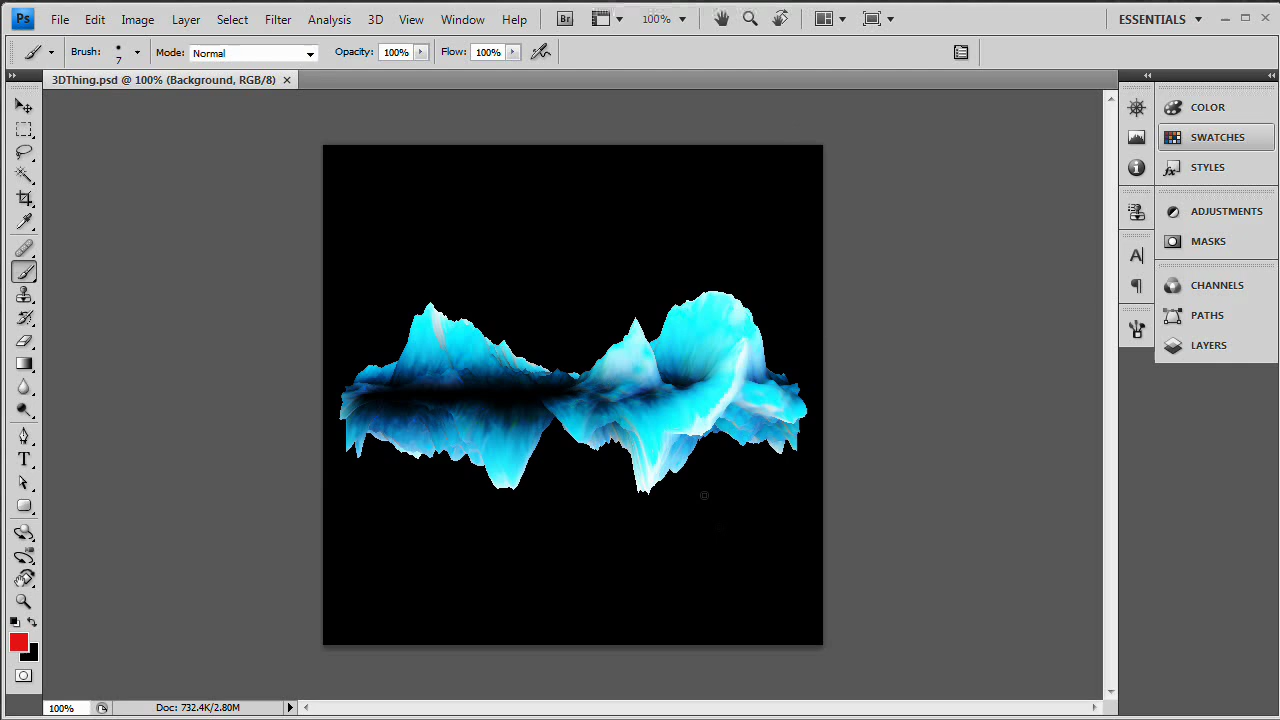 Ps File Edit Image Layer Select Filter Analysis 3D View Window Help Br 100% ESSENTIALS
Brush: 7 Mode: Normal Opacity: 100% Flow: 100%
3DThing.psd @ 100% (Background, RGB/8)
COLOR
SWATCHES
STYLES
ADJUSTMENTS
MASKS
CHANNELS
PATHS
LAYERS
100% Doc: 732.4K/2.80M